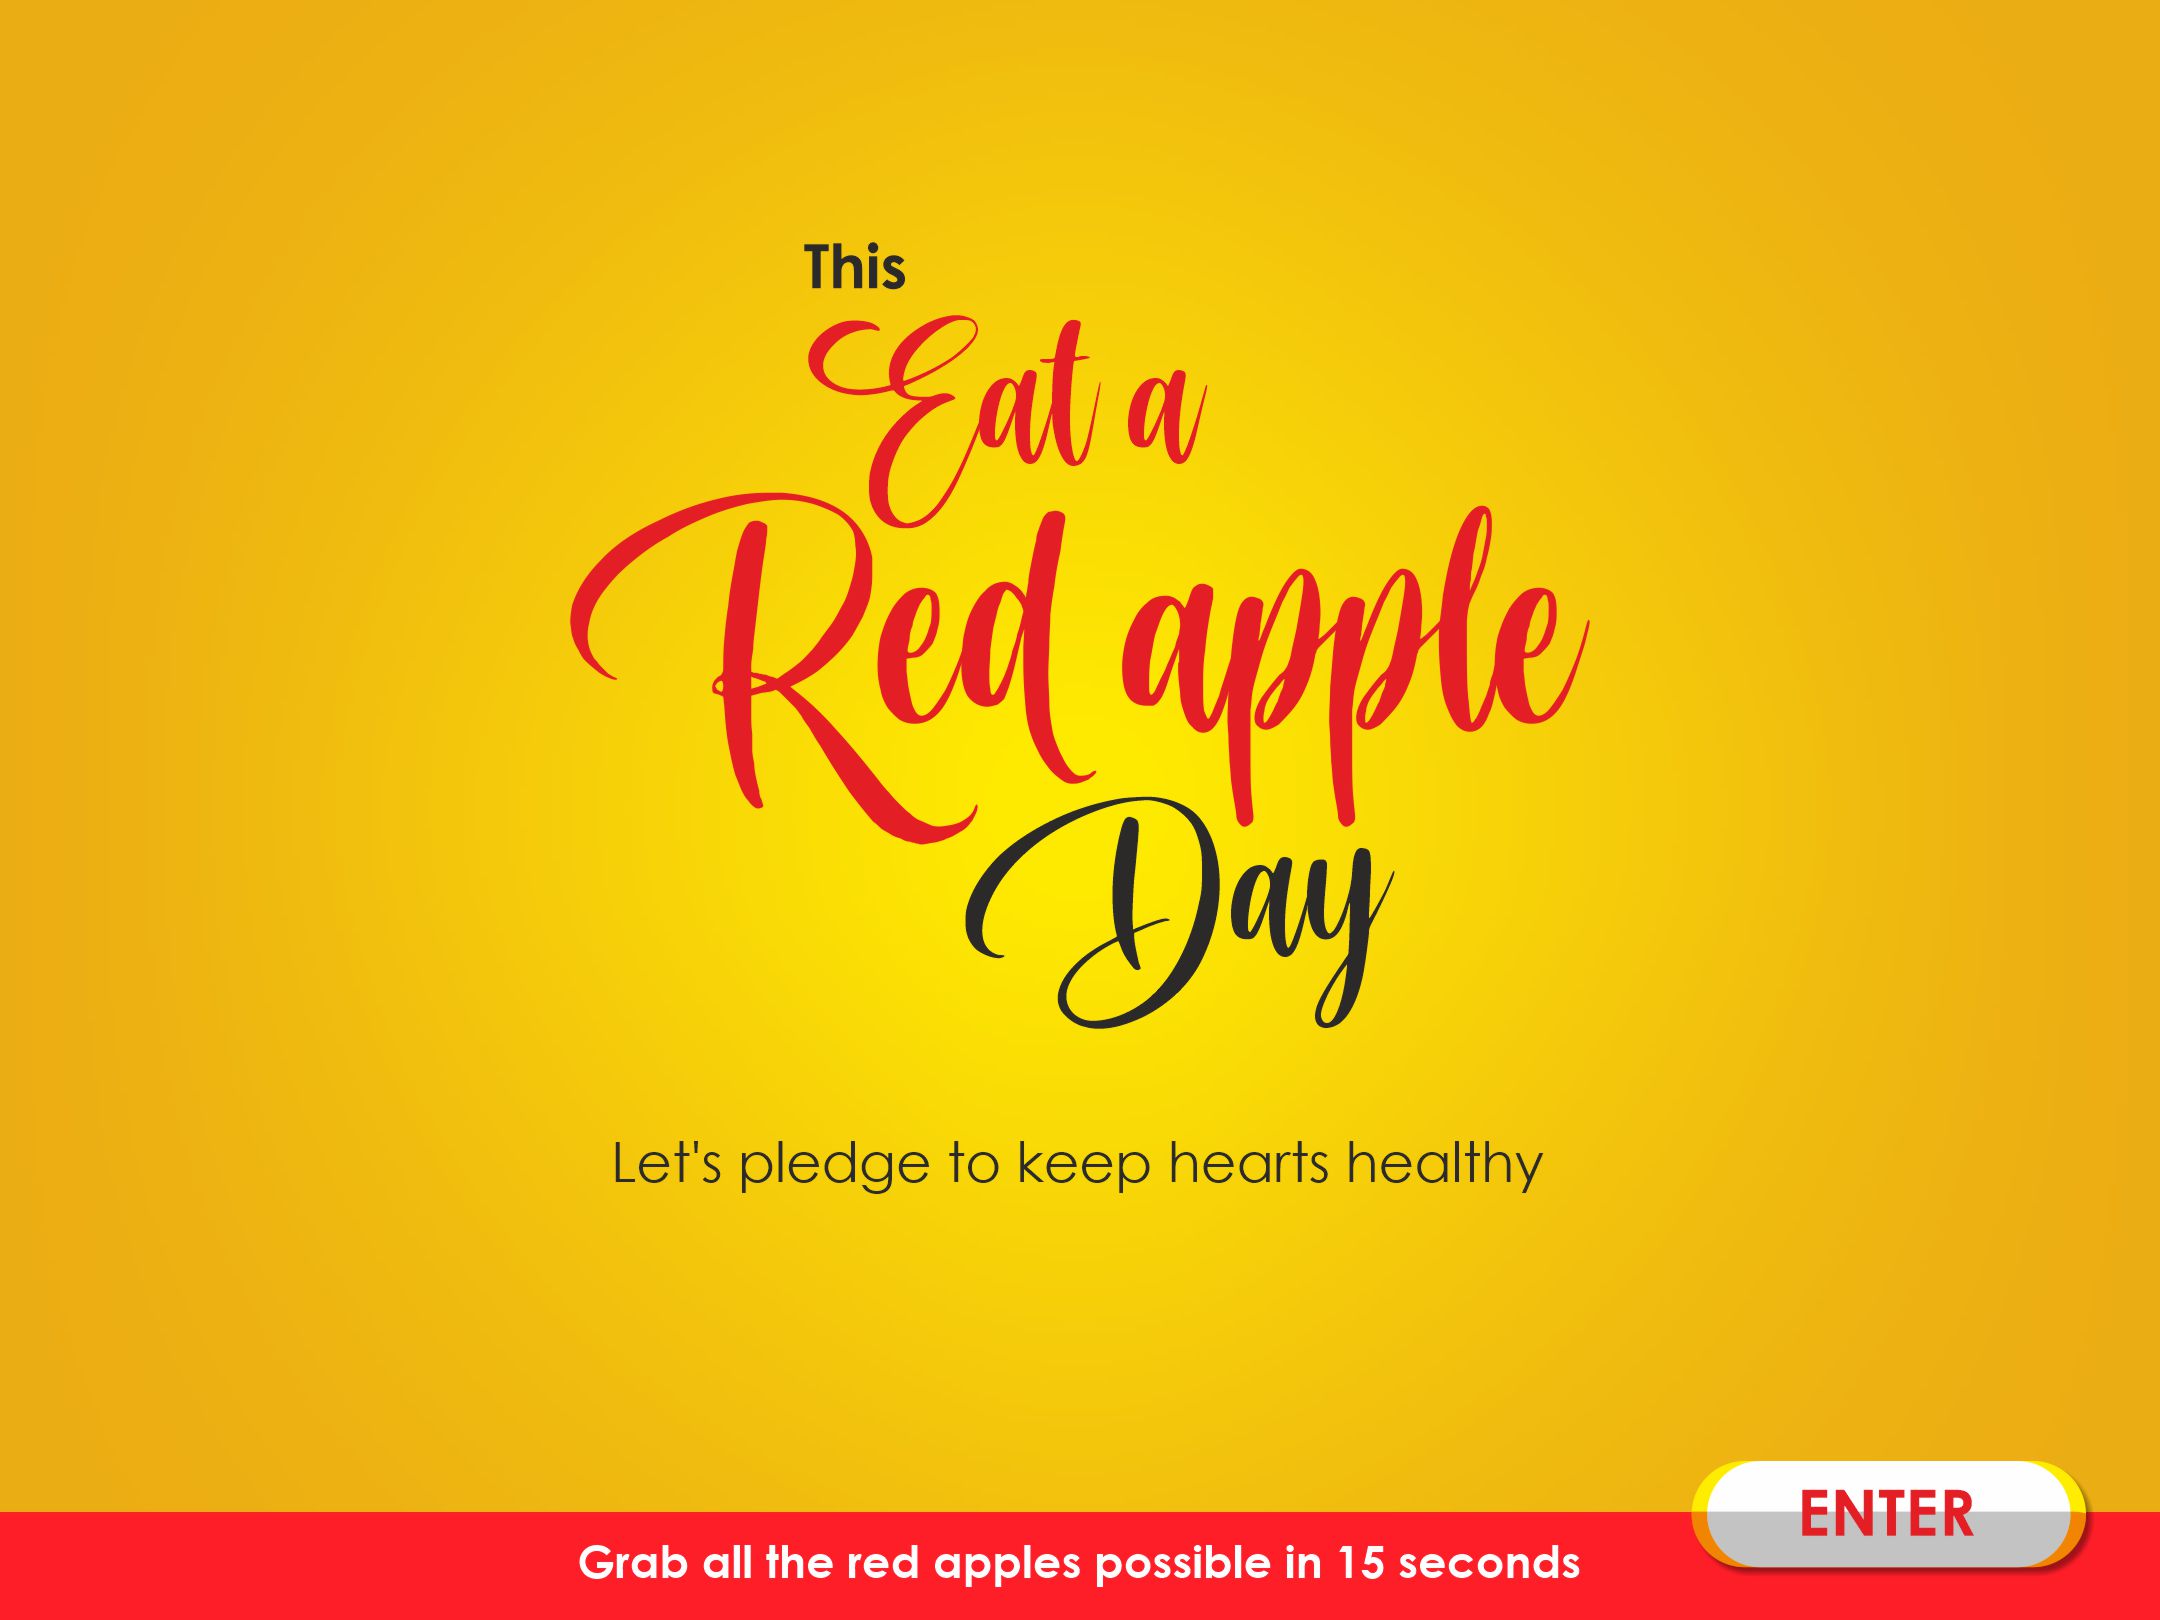 This
Eat a
Red apple
Day
Let's pledge to keep hearts healthy
ENTER
Grab all the red apples possible in 15 seconds